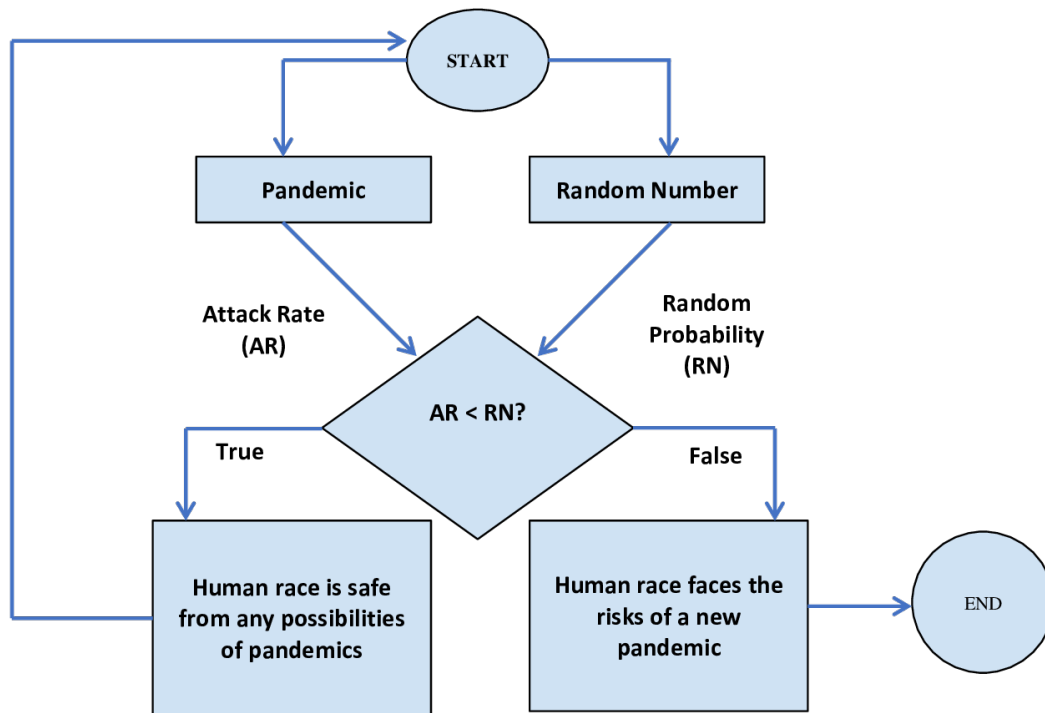 START
Pandemic
Random Number
Attack Rate
(AR)
Random
Probability
(RN)
AR < RN?
True
False
Human race is safe
from any possibilities
of pandemics
Human race faces the
risks of a new
pandemic
END